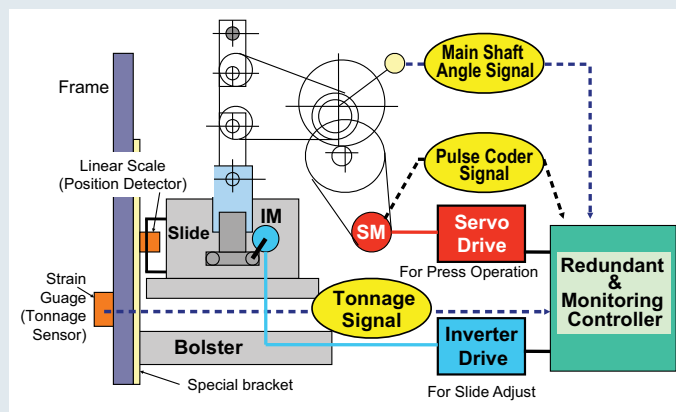 Main Shaft
Angle Signal
Frame
Pulse Coder
Signal
Linear Scale
(Position Detector)
Slide
IM
SM
Servo
Drive
For Press Operation
Redundant
&
Monitoring
Controller
Strain
Guage
(Tonnage
Sensor)
Tonnage
Signal
Inverter
Drive
Bolster
For Slide Adjust
Special bracket